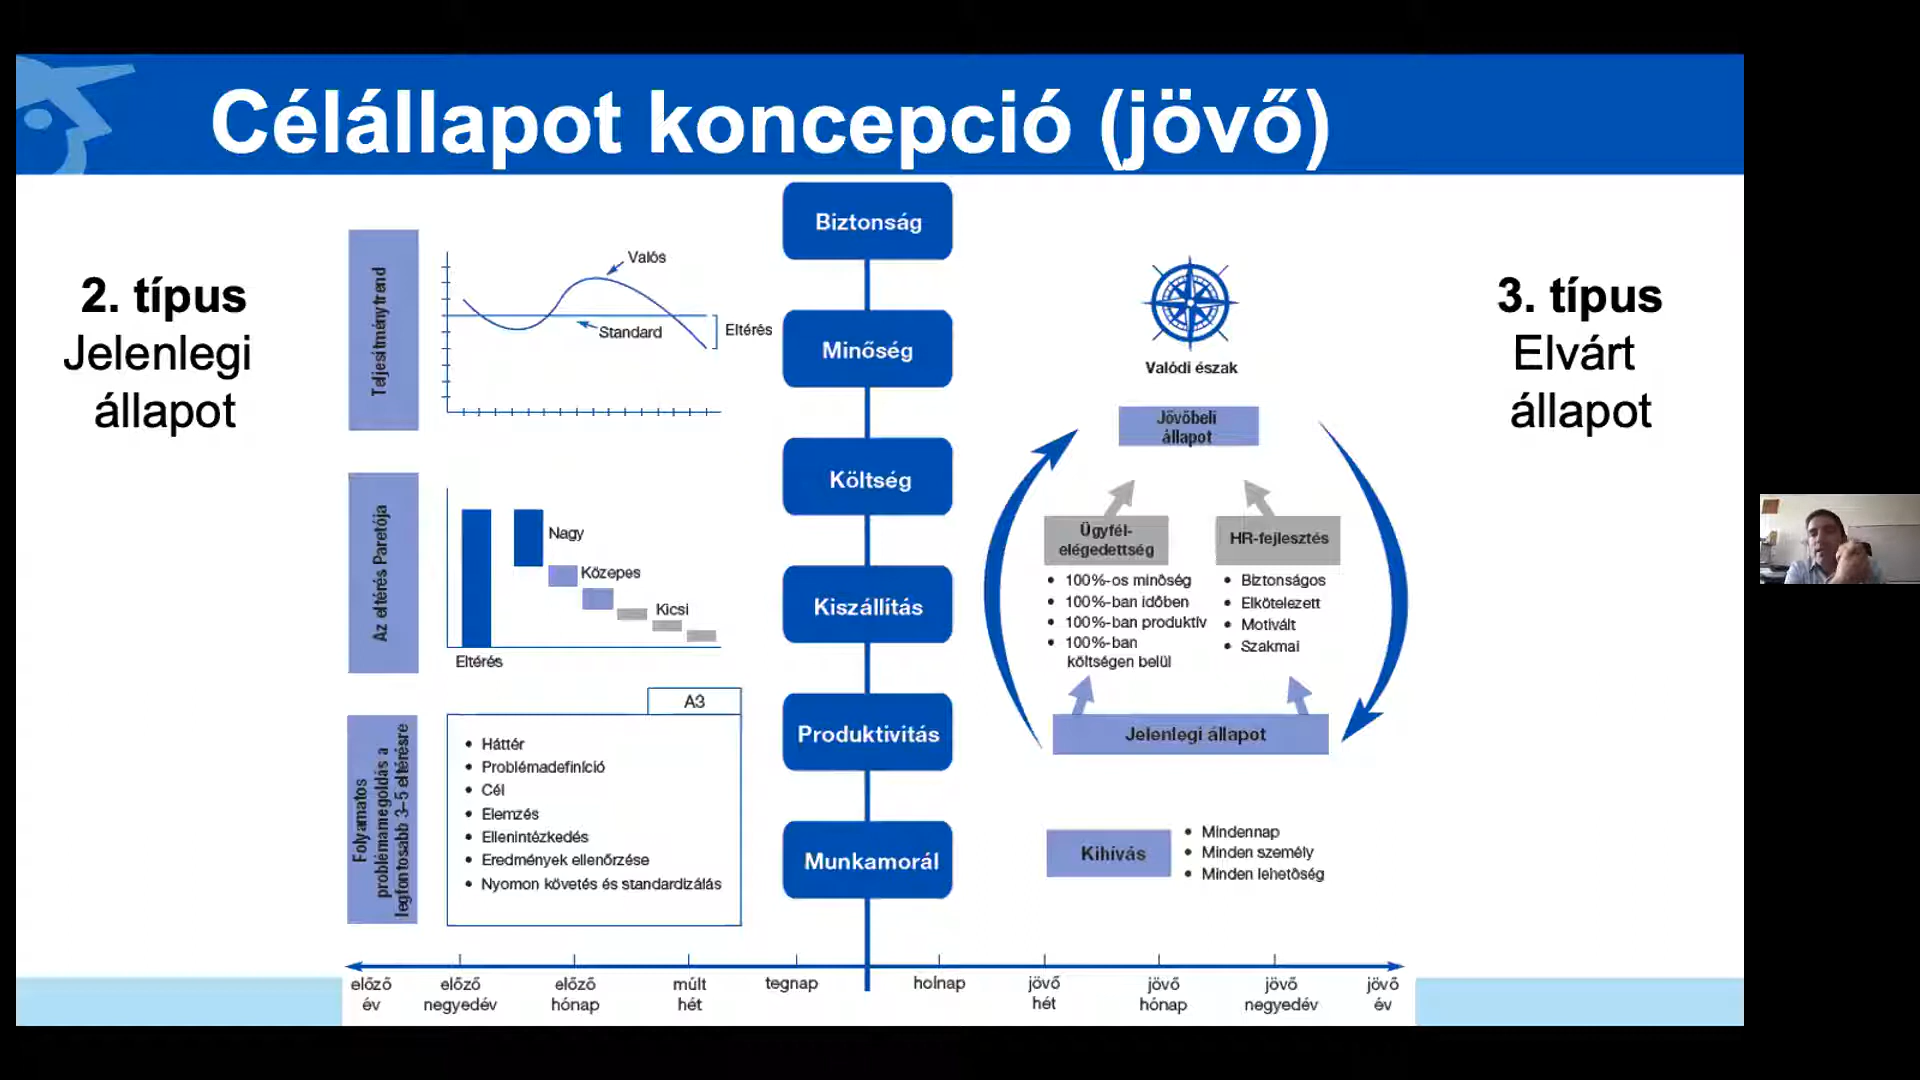 Célállapot koncepció (jövő)
2. típus
Jelenlegi
állapot
Teljesítménytrend
Valós
Standard
Eltérés
Az eltérés Paretója
Nagy
Közepes
Kicsi
Eltérés
Folyamatos
problémamegoldás a
legfontosabb 3–5 eltérésre
A3
• Háttér
• Problémadefiníció
• Cél
• Elemzés
• Ellenintézkedés
• Eredmények ellenőrzése
• Nyomon követés és standardizálás
Biztonság
Minőség
Költség
Kiszállítás
Produktivitás
Munkamorál
3. típus
Elvárt
állapot
Valódi észak
Jövőbeli
állapot
Ügyfél-
elégedettség
• 100%-os minőség
• 100%-ban időben
• 100%-ban produktív
• 100%-ban
költségen belül
HR-fejlesztés
• Biztonságos
• Elkötelezett
• Motivált
• Szakmai
Jelenlegi állapot
Kihívás
• Mindennap
• Minden személy
• Minden lehetőség
előző
év
előző
negyedév
előző
hónap
múlt
hét
tegnap
holnap
jövő
hét
jövő
hónap
jövő
negyedév
jövő
év